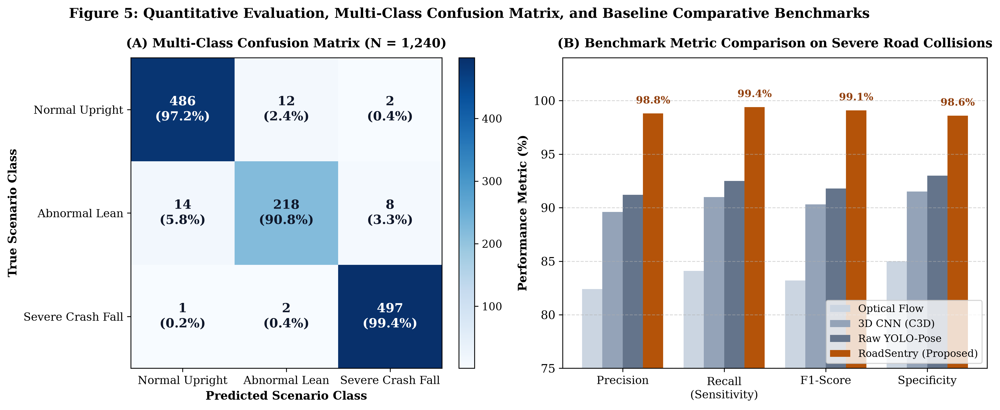 Figure 5: Quantitative Evaluation, Multi-Class Confusion Matrix, and Baseline Comparative Benchmarks
(A) Multi-Class Confusion Matrix (N = 1,240)
True Scenario Class
Normal Upright
Abnormal Lean
Severe Crash Fall
486
(97.2%)
12
(2.4%)
2
(0.4%)
14
(5.8%)
218
(90.8%)
8
(3.3%)
1
(0.2%)
2
(0.4%)
497
(99.4%)
Normal Upright
Abnormal Lean
Severe Crash Fall
Predicted Scenario Class
400
300
200
100
(B) Benchmark Metric Comparison on Severe Road Collisions
Performance Metric (%)
100
95
90
85
80
75
98.8%
99.4%
99.1%
98.6%
Optical Flow
3D CNN (C3D)
Raw YOLO-Pose
RoadSentry (Proposed)
Precision
Recall
(Sensitivity)
F1-Score
Specificity